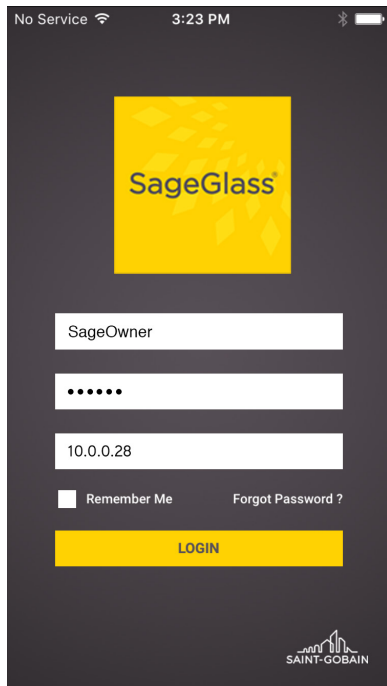 No Service 3:23 PM
SageGlass®
SageOwner
••••••
10.0.0.28
Remember Me Forgot Password ?
LOGIN
SAINT-GOBAIN